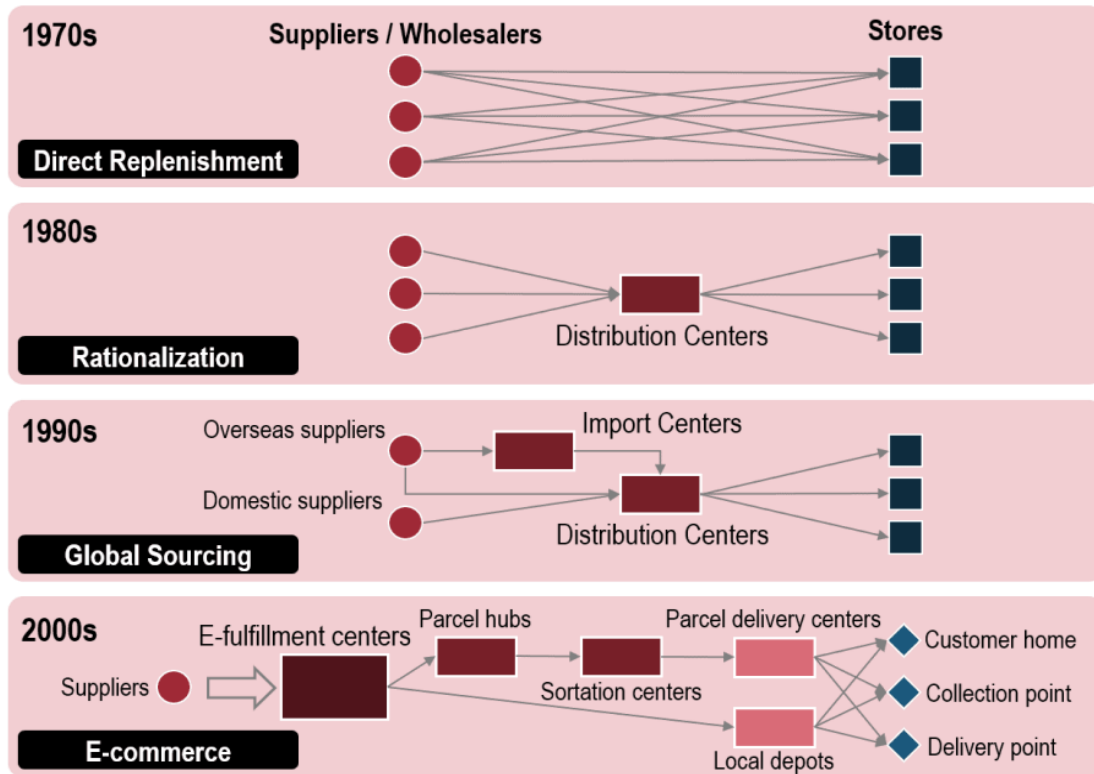 1970s
Suppliers / Wholesalers
Stores
Direct Replenishment
1980s
Distribution Centers
Rationalization
1990s
Overseas suppliers
Import Centers
Domestic suppliers
Distribution Centers
Global Sourcing
2000s
E-fulfillment centers
Parcel hubs
Parcel delivery centers
Customer home
Suppliers
Sortation centers
Collection point
E-commerce
Local depots
Delivery point